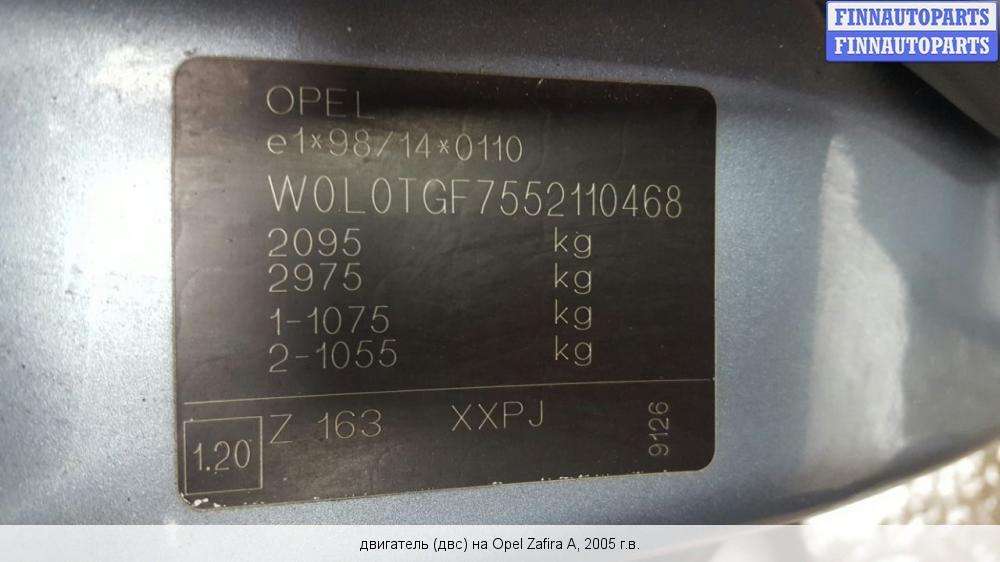 FINNAUTOPARTS
FINNAUTOPARTS
OPEL
e1*98/14*0110
W0L0TGF7552110468
2095 kg
2975 kg
1-1075 kg
2-1055 kg
1.20 Z 163 XXPJ 9126
двигатель (двс) на Opel Zafira A, 2005 г.в.